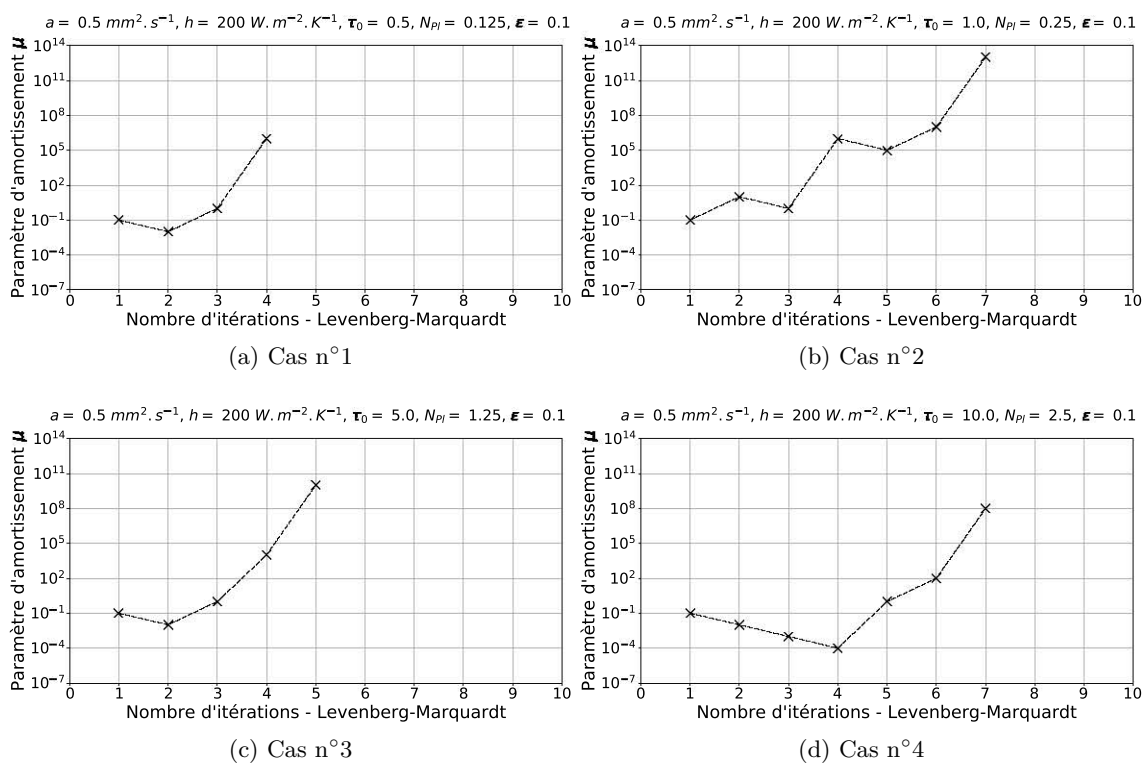 a = 0.5 mm².s⁻¹, h = 200 W.m⁻².K⁻¹, τ₀ = 0.5, N_Pl = 0.125, ε = 0.1
Paramètre d'amortissement μ
10¹⁴
10¹¹
10⁸
10⁵
10²
10⁻¹
10⁻⁴
10⁻⁷
0 1 2 3 4 5 6 7 8 9 10
Nombre d'itérations - Levenberg-Marquardt
(a) Cas n°1
a = 0.5 mm².s⁻¹, h = 200 W.m⁻².K⁻¹, τ₀ = 1.0, N_Pl = 0.25, ε = 0.1
Paramètre d'amortissement μ
10¹⁴
10¹¹
10⁸
10⁵
10²
10⁻¹
10⁻⁴
10⁻⁷
0 1 2 3 4 5 6 7 8 9 10
Nombre d'itérations - Levenberg-Marquardt
(b) Cas n°2
a = 0.5 mm².s⁻¹, h = 200 W.m⁻².K⁻¹, τ₀ = 5.0, N_Pl = 1.25, ε = 0.1
Paramètre d'amortissement μ
10¹⁴
10¹¹
10⁸
10⁵
10²
10⁻¹
10⁻⁴
10⁻⁷
0 1 2 3 4 5 6 7 8 9 10
Nombre d'itérations - Levenberg-Marquardt
(c) Cas n°3
a = 0.5 mm².s⁻¹, h = 200 W.m⁻².K⁻¹, τ₀ = 10.0, N_Pl = 2.5, ε = 0.1
Paramètre d'amortissement μ
10¹⁴
10¹¹
10⁸
10⁵
10²
10⁻¹
10⁻⁴
10⁻⁷
0 1 2 3 4 5 6 7 8 9 10
Nombre d'itérations - Levenberg-Marquardt
(d) Cas n°4